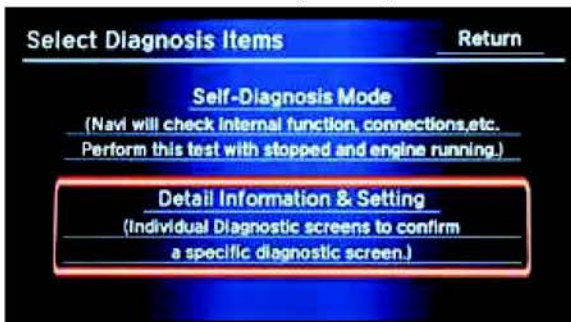 Select Diagnosis Items
Return
Self-Diagnosis Mode
(Navi will check internal function, connections,etc.
Perform this test with stopped and engine running.)
Detail Information & Setting
(Individual Diagnostic screens to confirm
a specific diagnostic screen.)